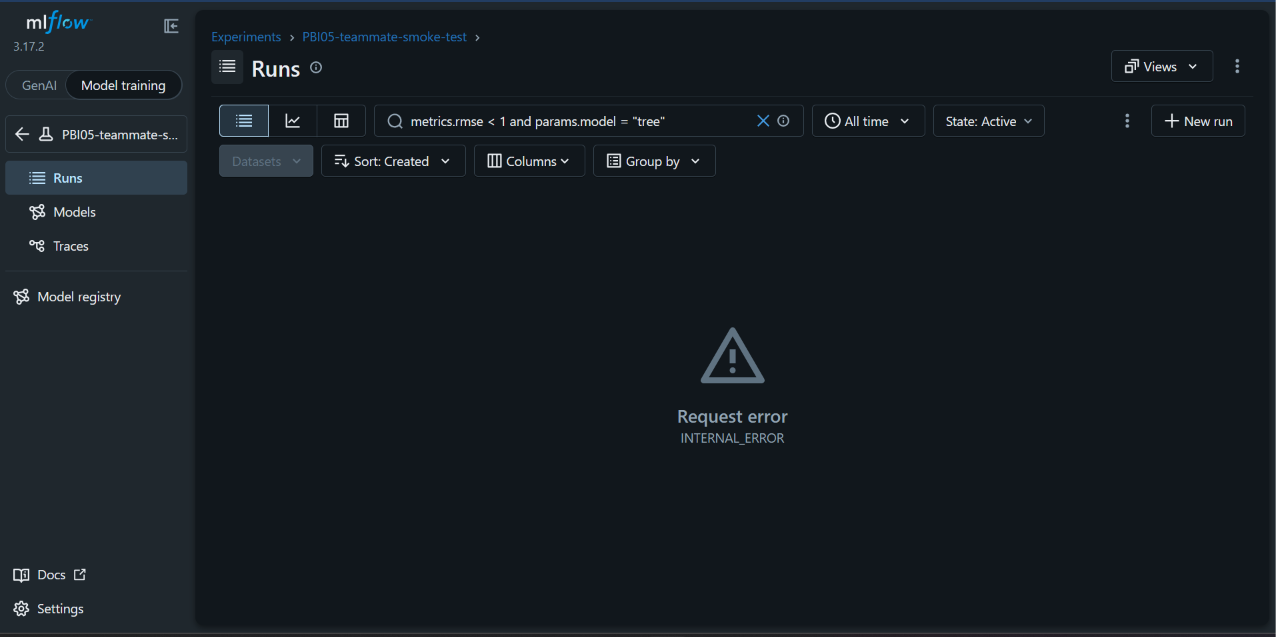 mlflow
3.17.2
GenAI
Model training
PBI05-teammate-s...
Runs
Models
Traces
Model registry
Docs
Settings
Experiments > PBI05-teammate-smoke-test >
Runs
Views
metrics.rmse < 1 and params.model = "tree"
All time
State: Active
New run
Datasets
Sort: Created
Columns
Group by
Request error
INTERNAL_ERROR